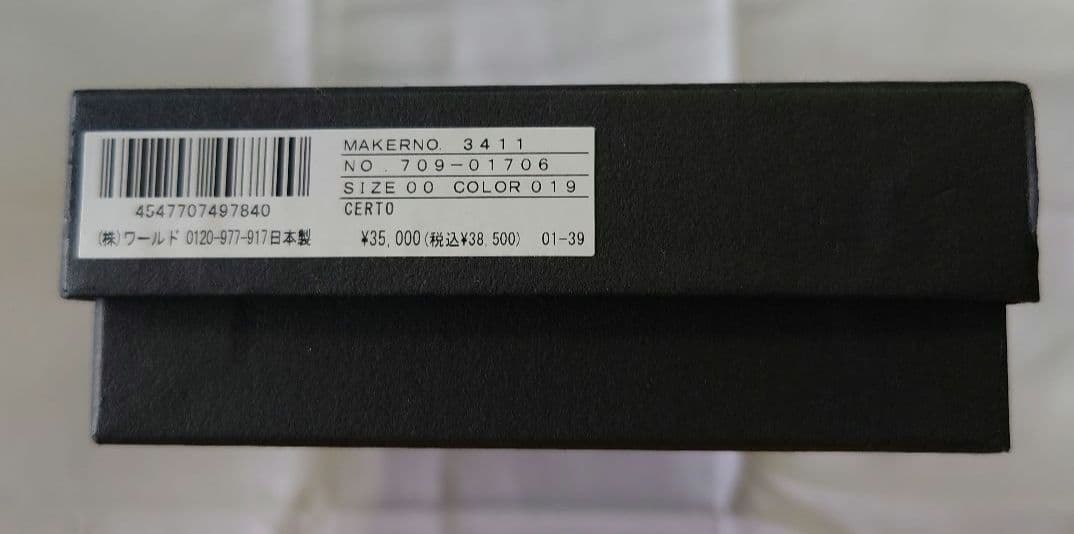 4547707497840
(株)ワールド 0120-977-917日本製
MAKERNO. 3411
NO. 709-01706
SIZE 00 COLOR 019
CERTO
¥35,000(税込¥38,500) 01-39